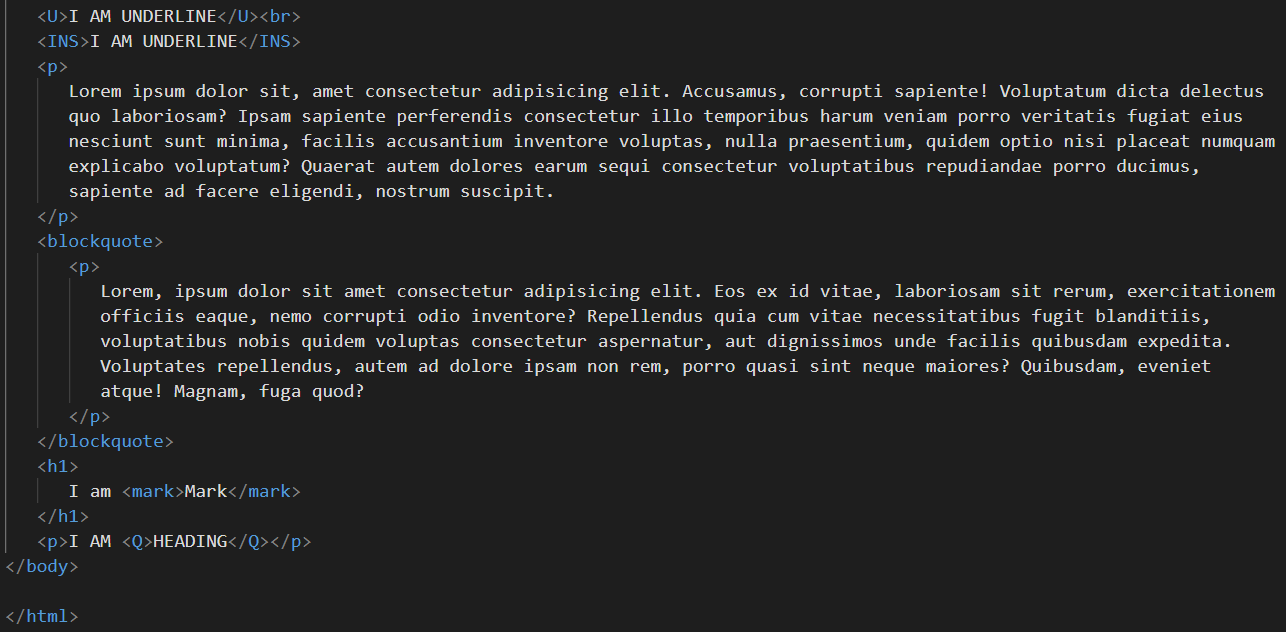 <U>I AM UNDERLINE</U><br>
<INS>I AM UNDERLINE</INS>
<p>
Lorem ipsum dolor sit, amet consectetur adipisicing elit. Accusamus, corrupti sapiente! Voluptatum dicta delectus
quo laboriosam? Ipsam sapiente perferendis consectetur illo temporibus harum veniam porro veritatis fugiat eius
nesciunt sunt minima, facilis accusantium inventore voluptas, nulla praesentium, quidem optio nisi placeat numquam
explicabo voluptatum? Quaerat autem dolores earum sequi consectetur voluptatibus repudiandae porro ducimus,
sapiente ad facere eligendi, nostrum suscipit.
</p>
<blockquote>
<p>
Lorem, ipsum dolor sit amet consectetur adipisicing elit. Eos ex id vitae, laboriosam sit rerum, exercitationem
officiis eaque, nemo corrupti odio inventore? Repellendus quia cum vitae necessitatibus fugit blanditiis,
voluptatibus nobis quidem voluptas consectetur aspernatur, aut dignissimos unde facilis quibusdam expedita.
Voluptates repellendus, autem ad dolore ipsam non rem, porro quasi sint neque maiores? Quibusdam, eveniet
atque! Magnam, fuga quod?
</p>
</blockquote>
<h1>
I am <mark>Mark</mark>
</h1>
<p>I AM <Q>HEADING</Q></p>
</body>
</html>